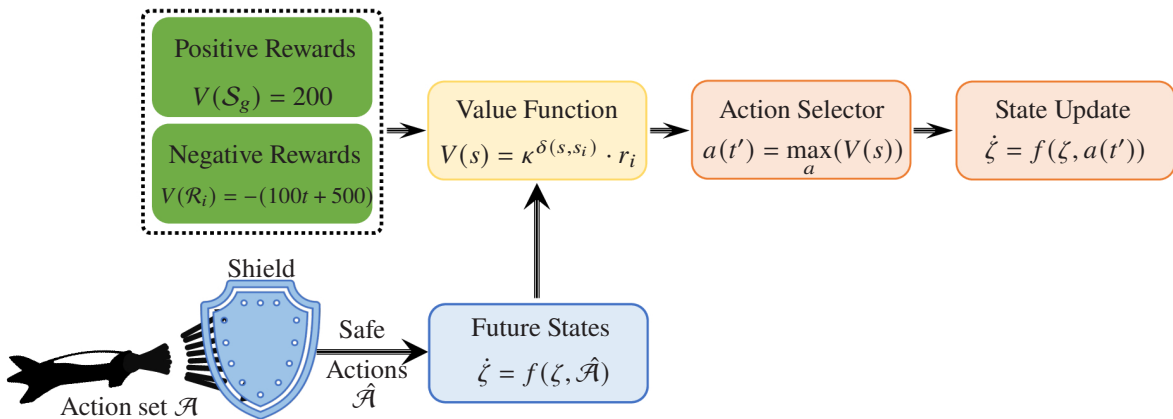 Positive Rewards
V(𝒮_g) = 200
Negative Rewards
V(ℛ_i) = −(100t + 500)
Value Function
V(s) = κ^{δ(s,s_i)} · r_i
Action Selector
a(t′) = max_a(V(s))
State Update
ζ̇ = f(ζ, a(t′))
Shield
Safe
Actions
𝒜̂
Future States
ζ̇ = f(ζ, 𝒜̂)
Action set 𝒜